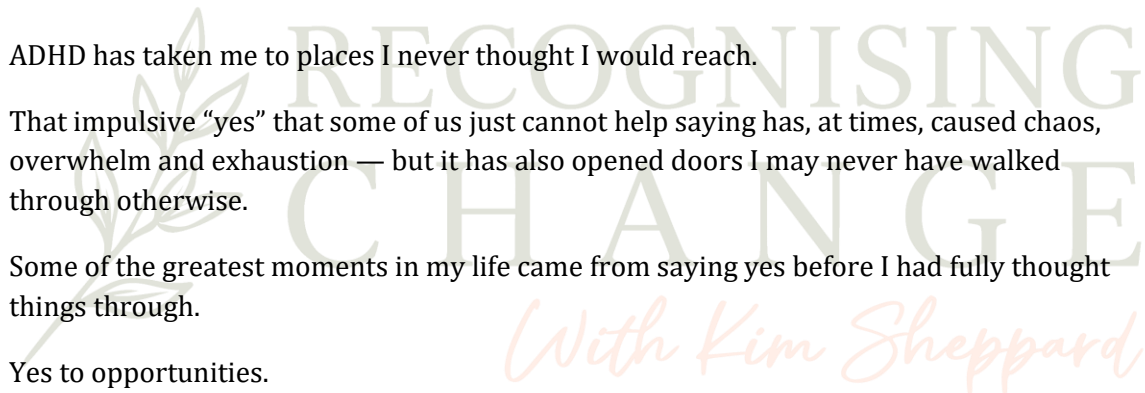 RECOGNISING
CHANGE
With Kim Sheppard
ADHD has taken me to places I never thought I would reach.
That impulsive “yes” that some of us just cannot help saying has, at times, caused chaos,
overwhelm and exhaustion — but it has also opened doors I may never have walked
through otherwise.
Some of the greatest moments in my life came from saying yes before I had fully thought
things through.
Yes to opportunities.